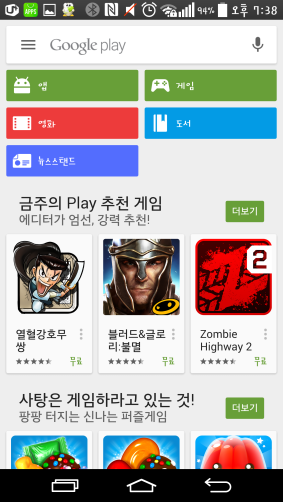 94% 오후 7:38
Google play
앱
게임
영화
도서
뉴스스탠드
금주의 Play 추천 게임
에디터가 엄선, 강력 추천!
더보기
열혈강호무쌍
무료
블러드&글로리:불멸
무료
Zombie Highway 2
무료
2
사탕은 게임하라고 있는 것!
팡팡 터지는 신나는 퍼즐게임
더보기